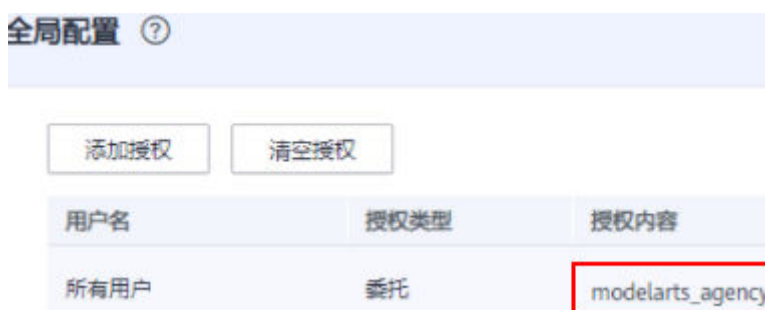 全局配置 ?
添加授权 清空授权
用户名 授权类型 授权内容
所有用户 委托 modelarts_agency